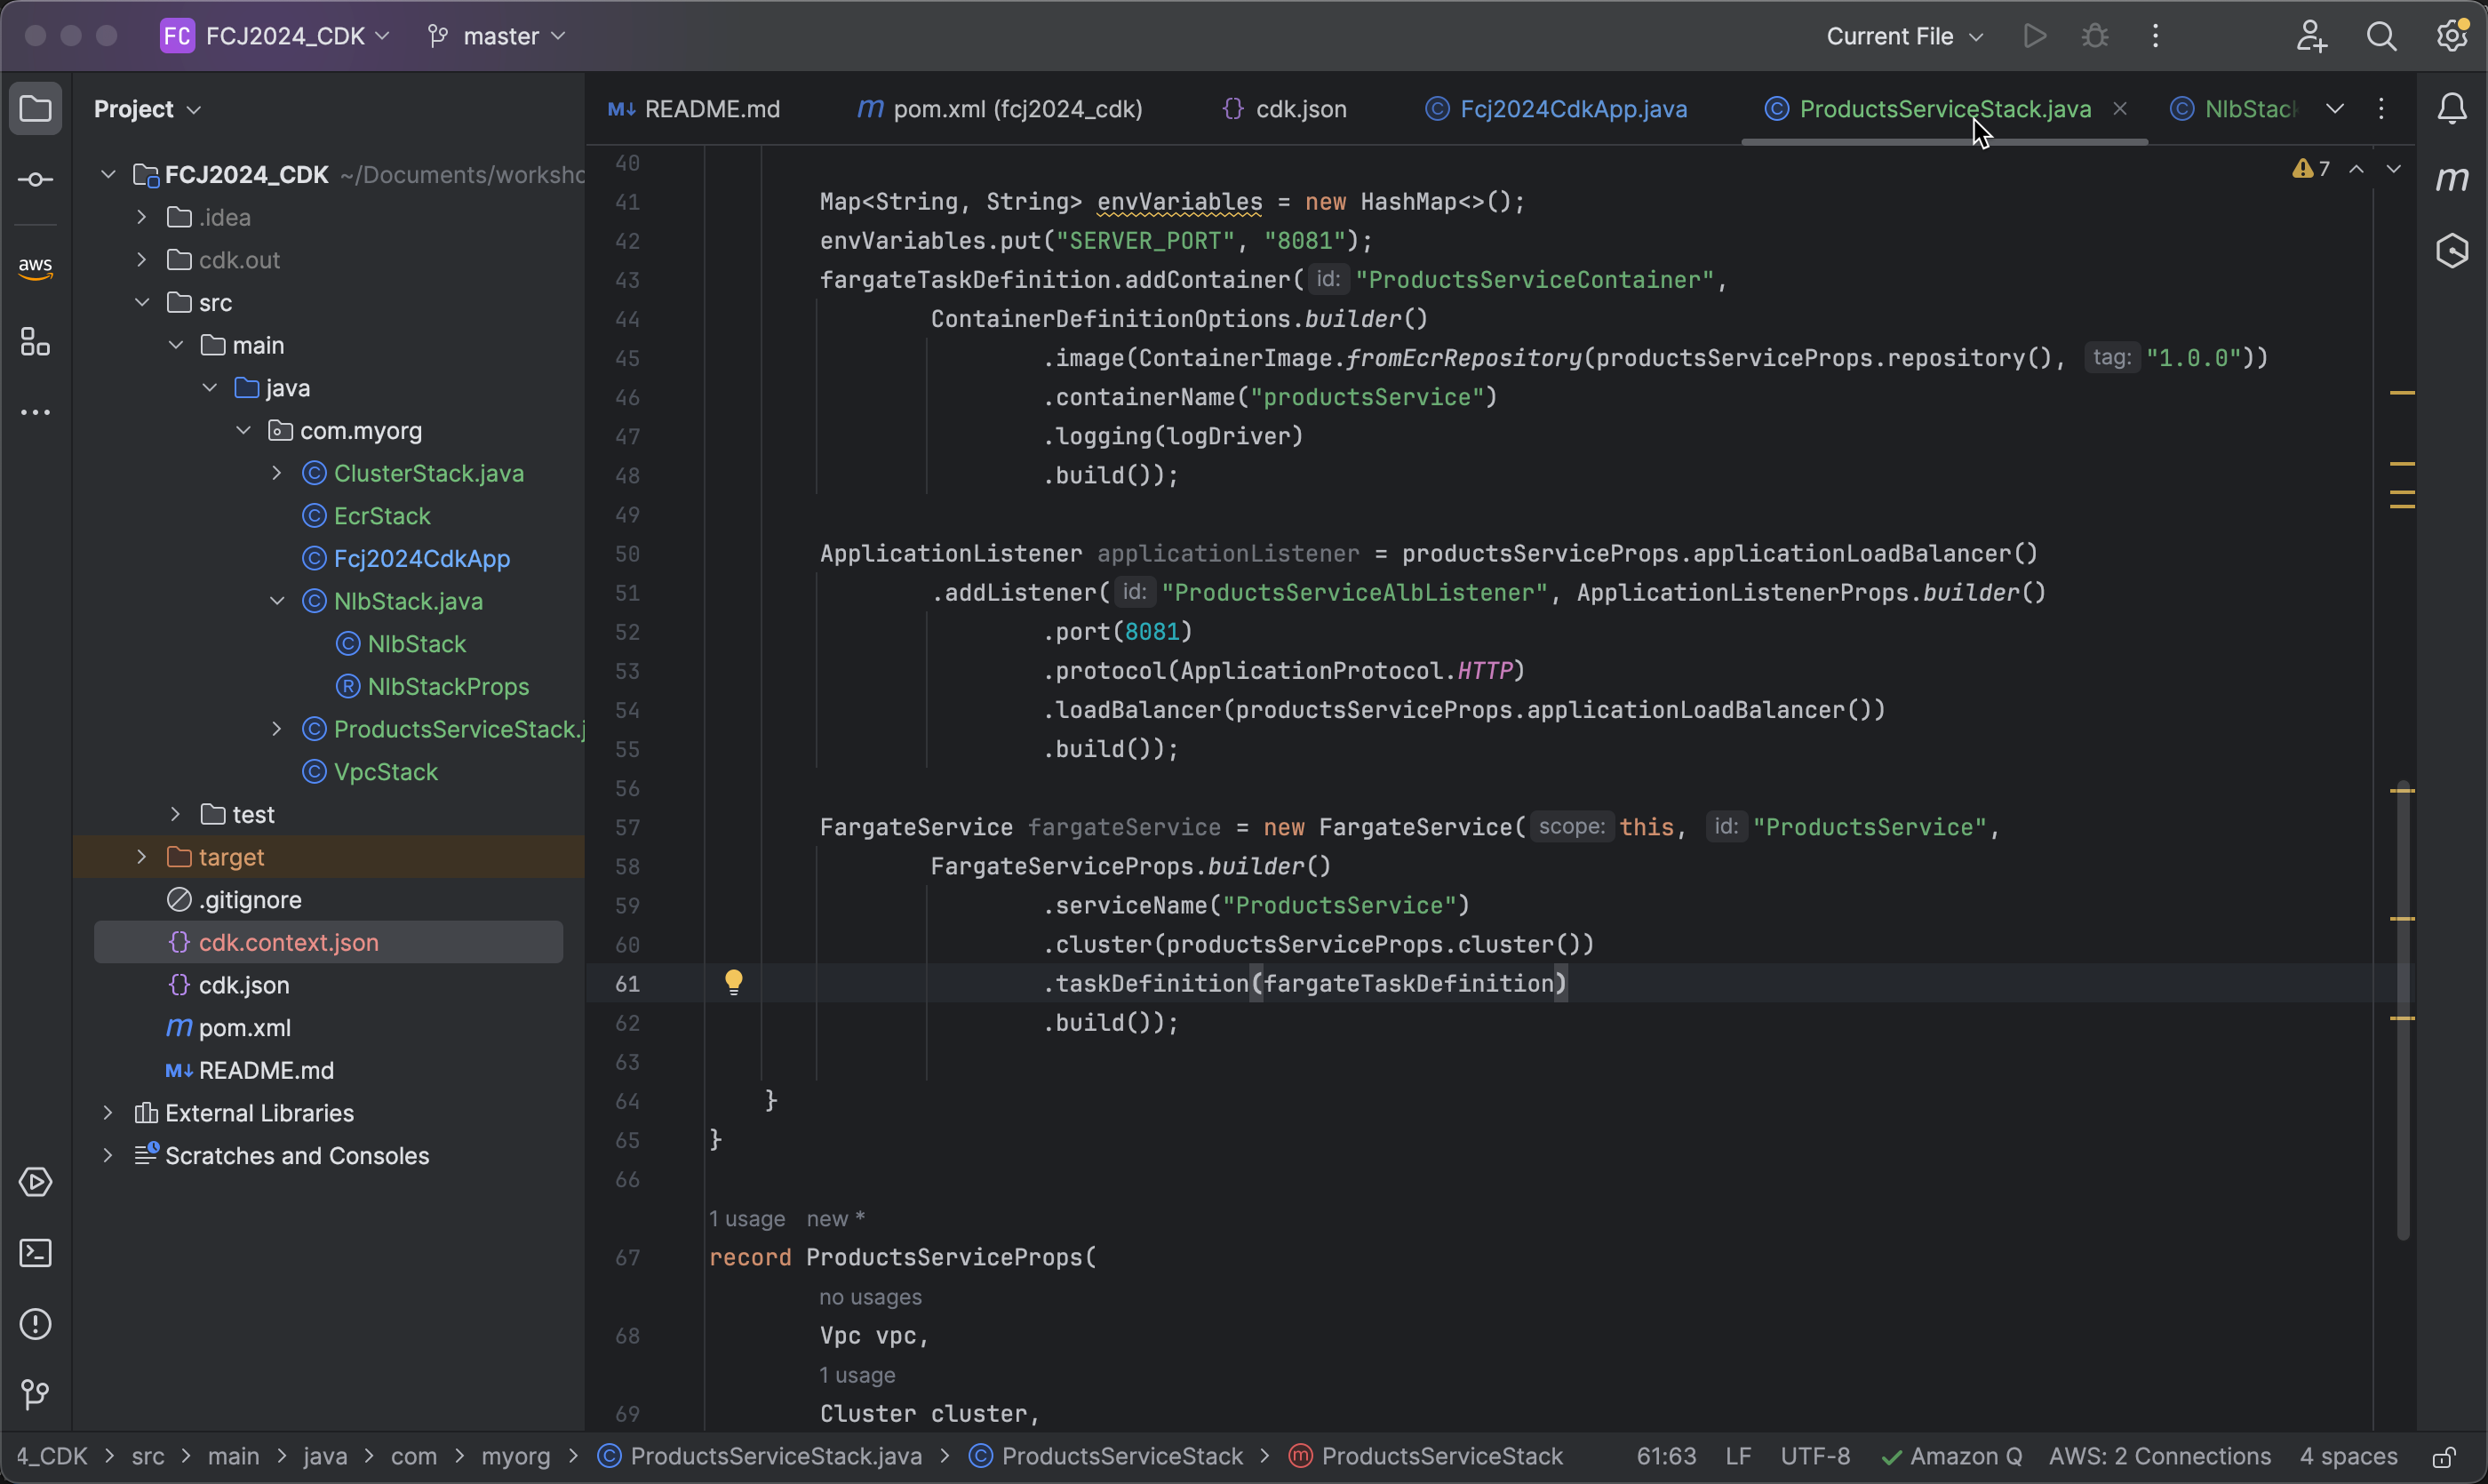 FC FCJ2024_CDK master Current File
Project
README.md pom.xml (fcj2024_cdk) cdk.json Fcj2024CdkApp.java ProductsServiceStack.java NlbStack
FCJ2024_CDK ~/Documents/worksho
.idea
cdk.out
src
main
java
com.myorg
ClusterStack.java
EcrStack
Fcj2024CdkApp
NlbStack.java
NlbStack
NlbStackProps
ProductsServiceStack.j
VpcStack
test
target
.gitignore
cdk.context.json
cdk.json
pom.xml
README.md
External Libraries
Scratches and Consoles
aws
7
40
41 Map<String, String> envVariables = new HashMap<>();
42 envVariables.put("SERVER_PORT", "8081");
43 fargateTaskDefinition.addContainer( id: "ProductsServiceContainer",
44 ContainerDefinitionOptions.builder()
45 .image(ContainerImage.fromEcrRepository(productsServiceProps.repository(), tag: "1.0.0"))
46 .containerName("productsService")
47 .logging(logDriver)
48 .build());
49
50 ApplicationListener applicationListener = productsServiceProps.applicationLoadBalancer()
51 .addListener( id: "ProductsServiceAlbListener", ApplicationListenerProps.builder()
52 .port(8081)
53 .protocol(ApplicationProtocol.HTTP)
54 .loadBalancer(productsServiceProps.applicationLoadBalancer())
55 .build());
56
57 FargateService fargateService = new FargateService( scope: this, id: "ProductsService",
58 FargateServiceProps.builder()
59 .serviceName("ProductsService")
60 .cluster(productsServiceProps.cluster())
61 .taskDefinition(fargateTaskDefinition)
62 .build());
63
64 }
65 }
66
1 usage new *
67 record ProductsServiceProps(
no usages
68 Vpc vpc,
1 usage
69 Cluster cluster,
4_CDK > src > main > java > com > myorg > ProductsServiceStack.java > ProductsServiceStack > ProductsServiceStack 61:63 LF UTF-8 Amazon Q AWS: 2 Connections 4 spaces